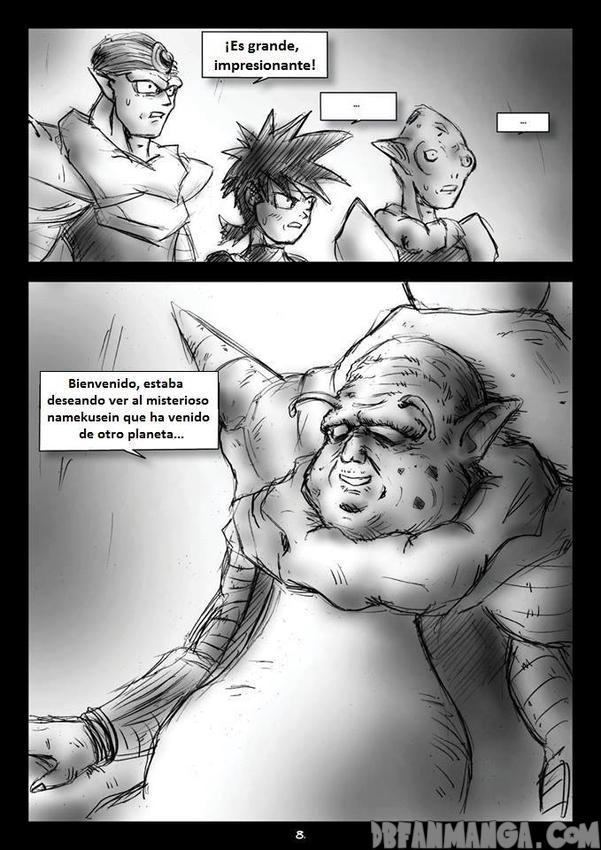 ¡Es grande,
impresionante!
...
...
Bienvenido, estaba
deseando ver al misterioso
namekusein que ha venido
de otro planeta...
8.
DBFANMANGA.COM